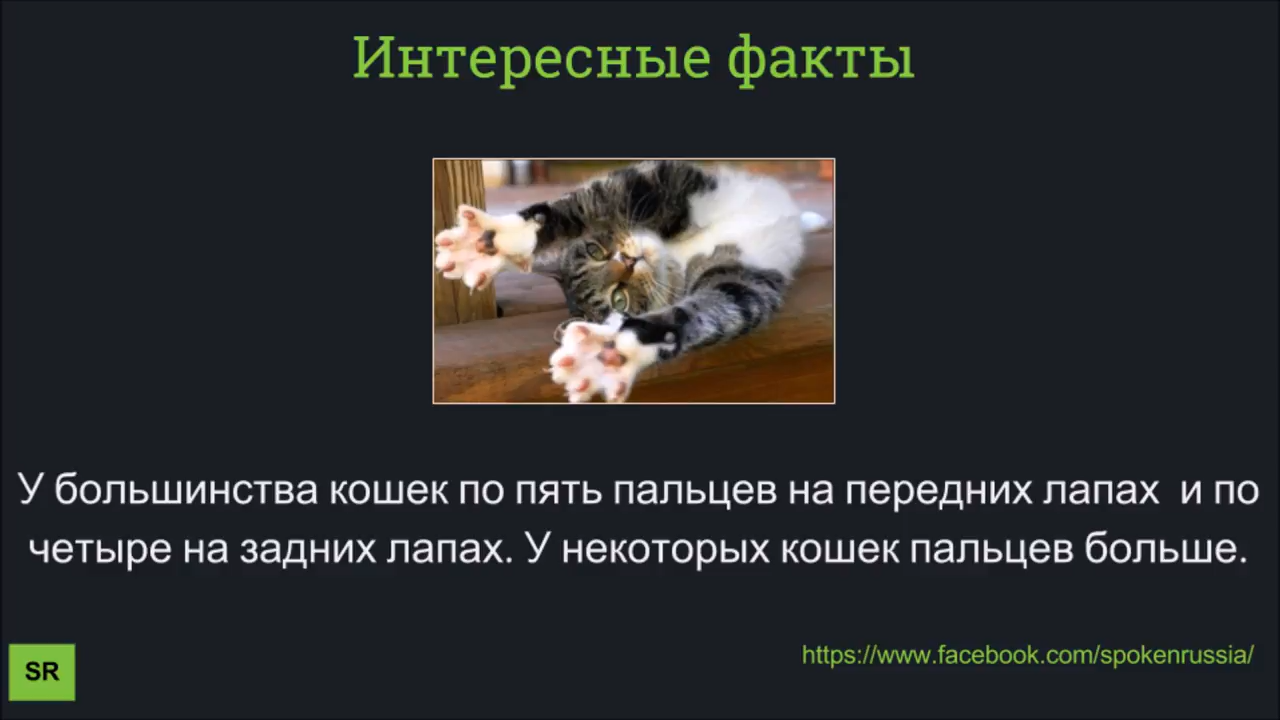 Интересные факты
У большинства кошек по пять пальцев на передних лапах и по
четыре на задних лапах. У некоторых кошек пальцев больше.
SR
https://www.facebook.com/spokenrussia/